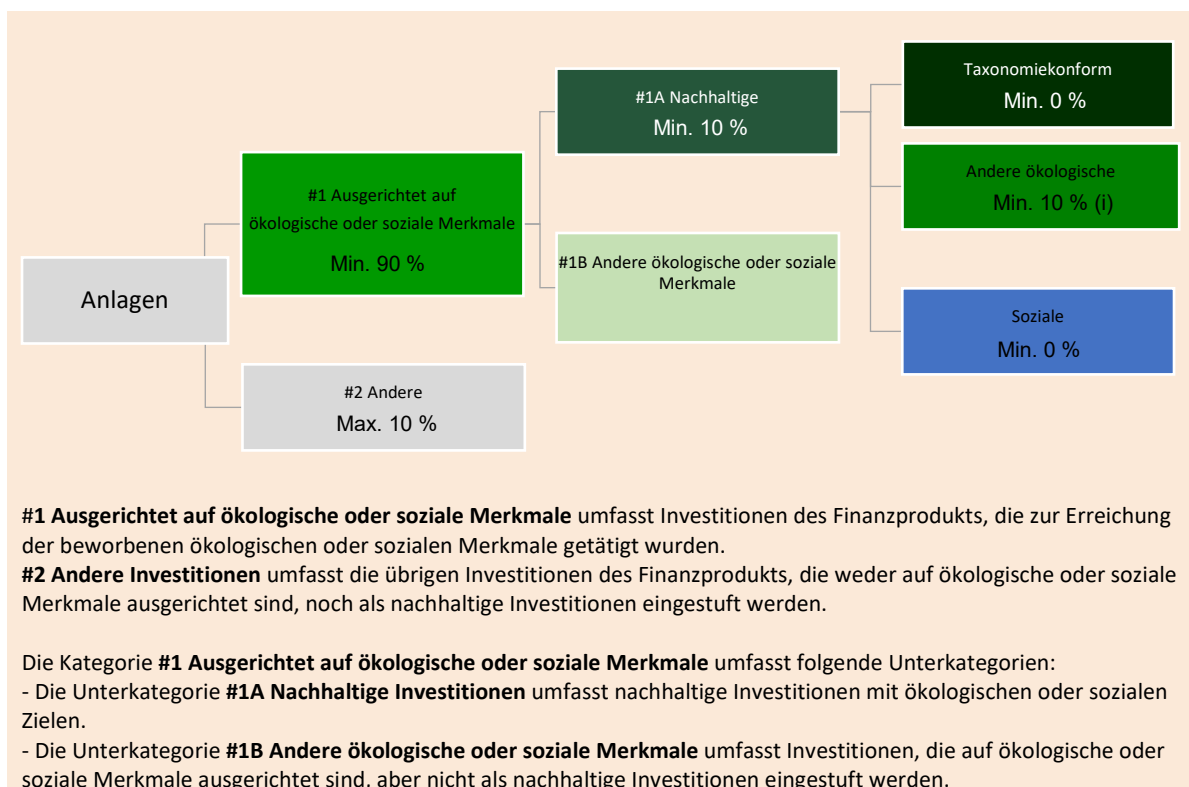 Taxonomiekonform
Min. 0 %
#1A Nachhaltige
Min. 10 %
Andere ökologische
Min. 10 % (i)
#1 Ausgerichtet auf
ökologische oder soziale Merkmale
Min. 90 %
#1B Andere ökologische oder soziale
Merkmale
Anlagen
Soziale
Min. 0 %
#2 Andere
Max. 10 %
#1 Ausgerichtet auf ökologische oder soziale Merkmale umfasst Investitionen des Finanzprodukts, die zur Erreichung
der beworbenen ökologischen oder sozialen Merkmale getätigt wurden.
#2 Andere Investitionen umfasst die übrigen Investitionen des Finanzprodukts, die weder auf ökologische oder soziale
Merkmale ausgerichtet sind, noch als nachhaltige Investitionen eingestuft werden.
Die Kategorie #1 Ausgerichtet auf ökologische oder soziale Merkmale umfasst folgende Unterkategorien:
- Die Unterkategorie #1A Nachhaltige Investitionen umfasst nachhaltige Investitionen mit ökologischen oder sozialen
Zielen.
- Die Unterkategorie #1B Andere ökologische oder soziale Merkmale umfasst Investitionen, die auf ökologische oder
soziale Merkmale ausgerichtet sind, aber nicht als nachhaltige Investitionen eingestuft werden.